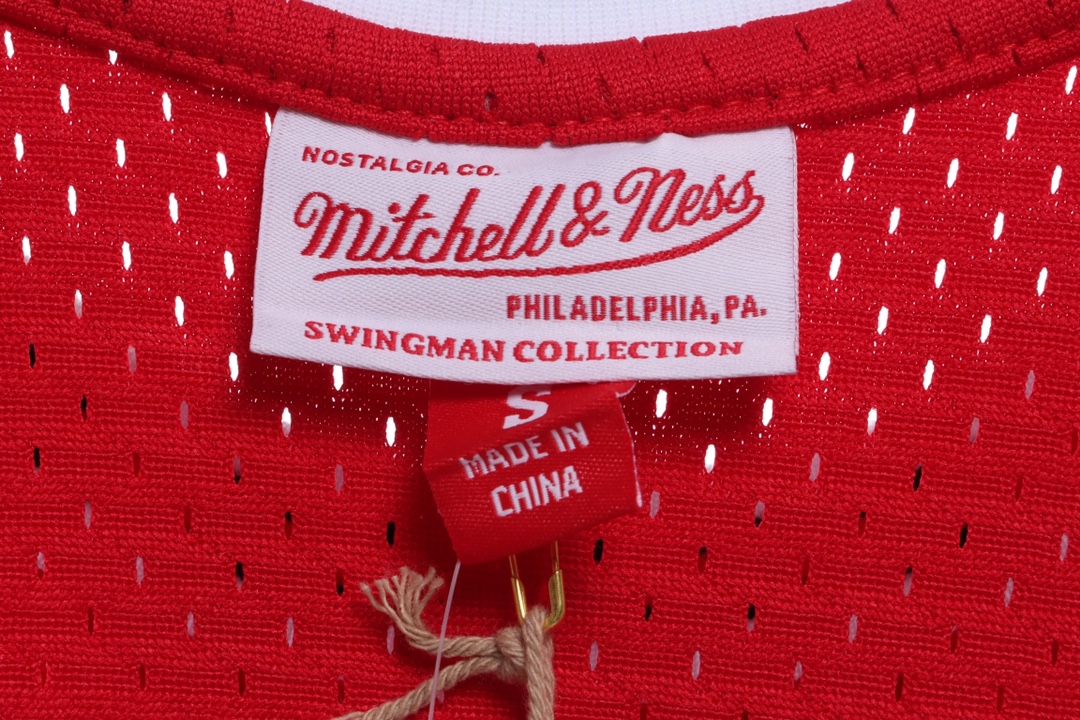 NOSTALGIA CO.
Mitchell & Ness
PHILADELPHIA, PA.
SWINGMAN COLLECTION
S
MADE IN
CHINA